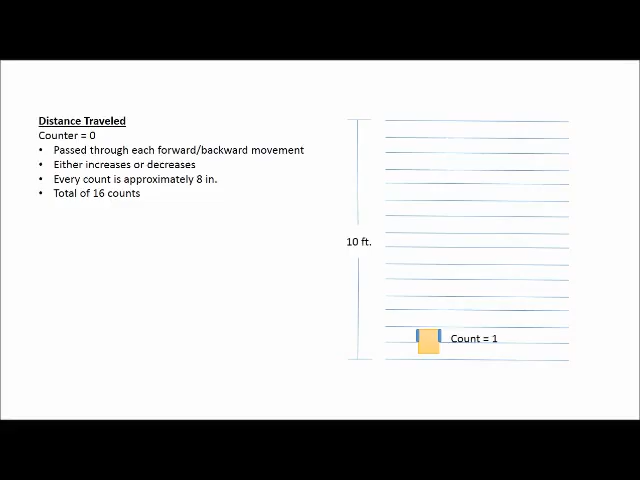 Distance Traveled
Counter = 0
• Passed through each forward/backward movement
• Either increases or decreases
• Every count is approximately 8 in.
• Total of 16 counts
10 ft.
Count = 1